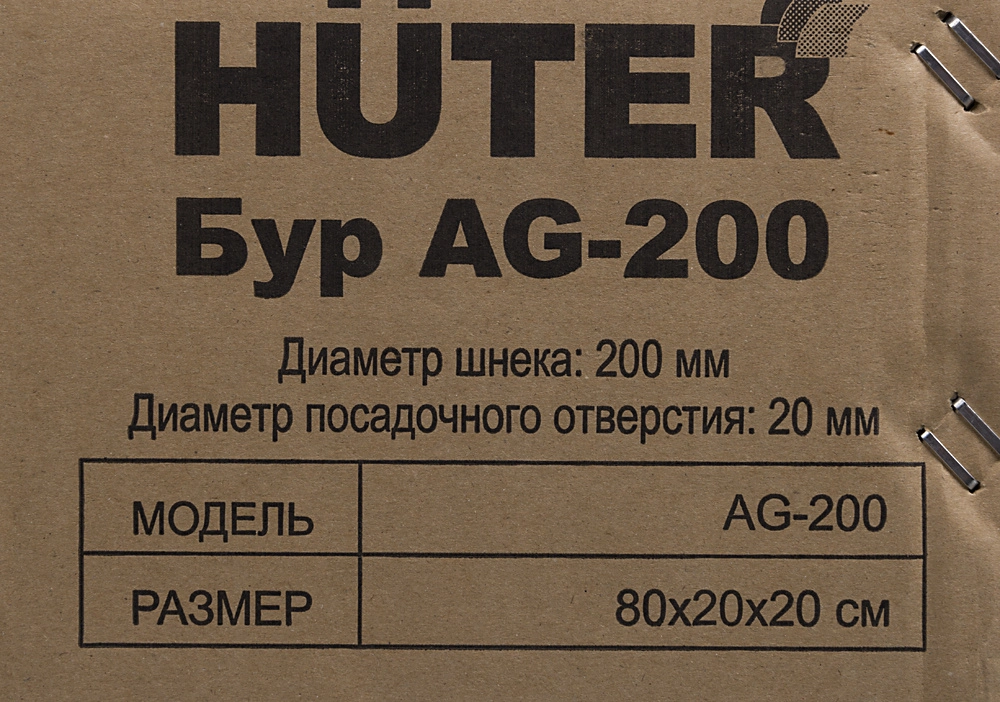 HÜTER
Бур AG-200
Диаметр шнека: 200 мм
Диаметр посадочного отверстия: 20 мм
МОДЕЛЬ AG-200
РАЗМЕР 80x20x20 см